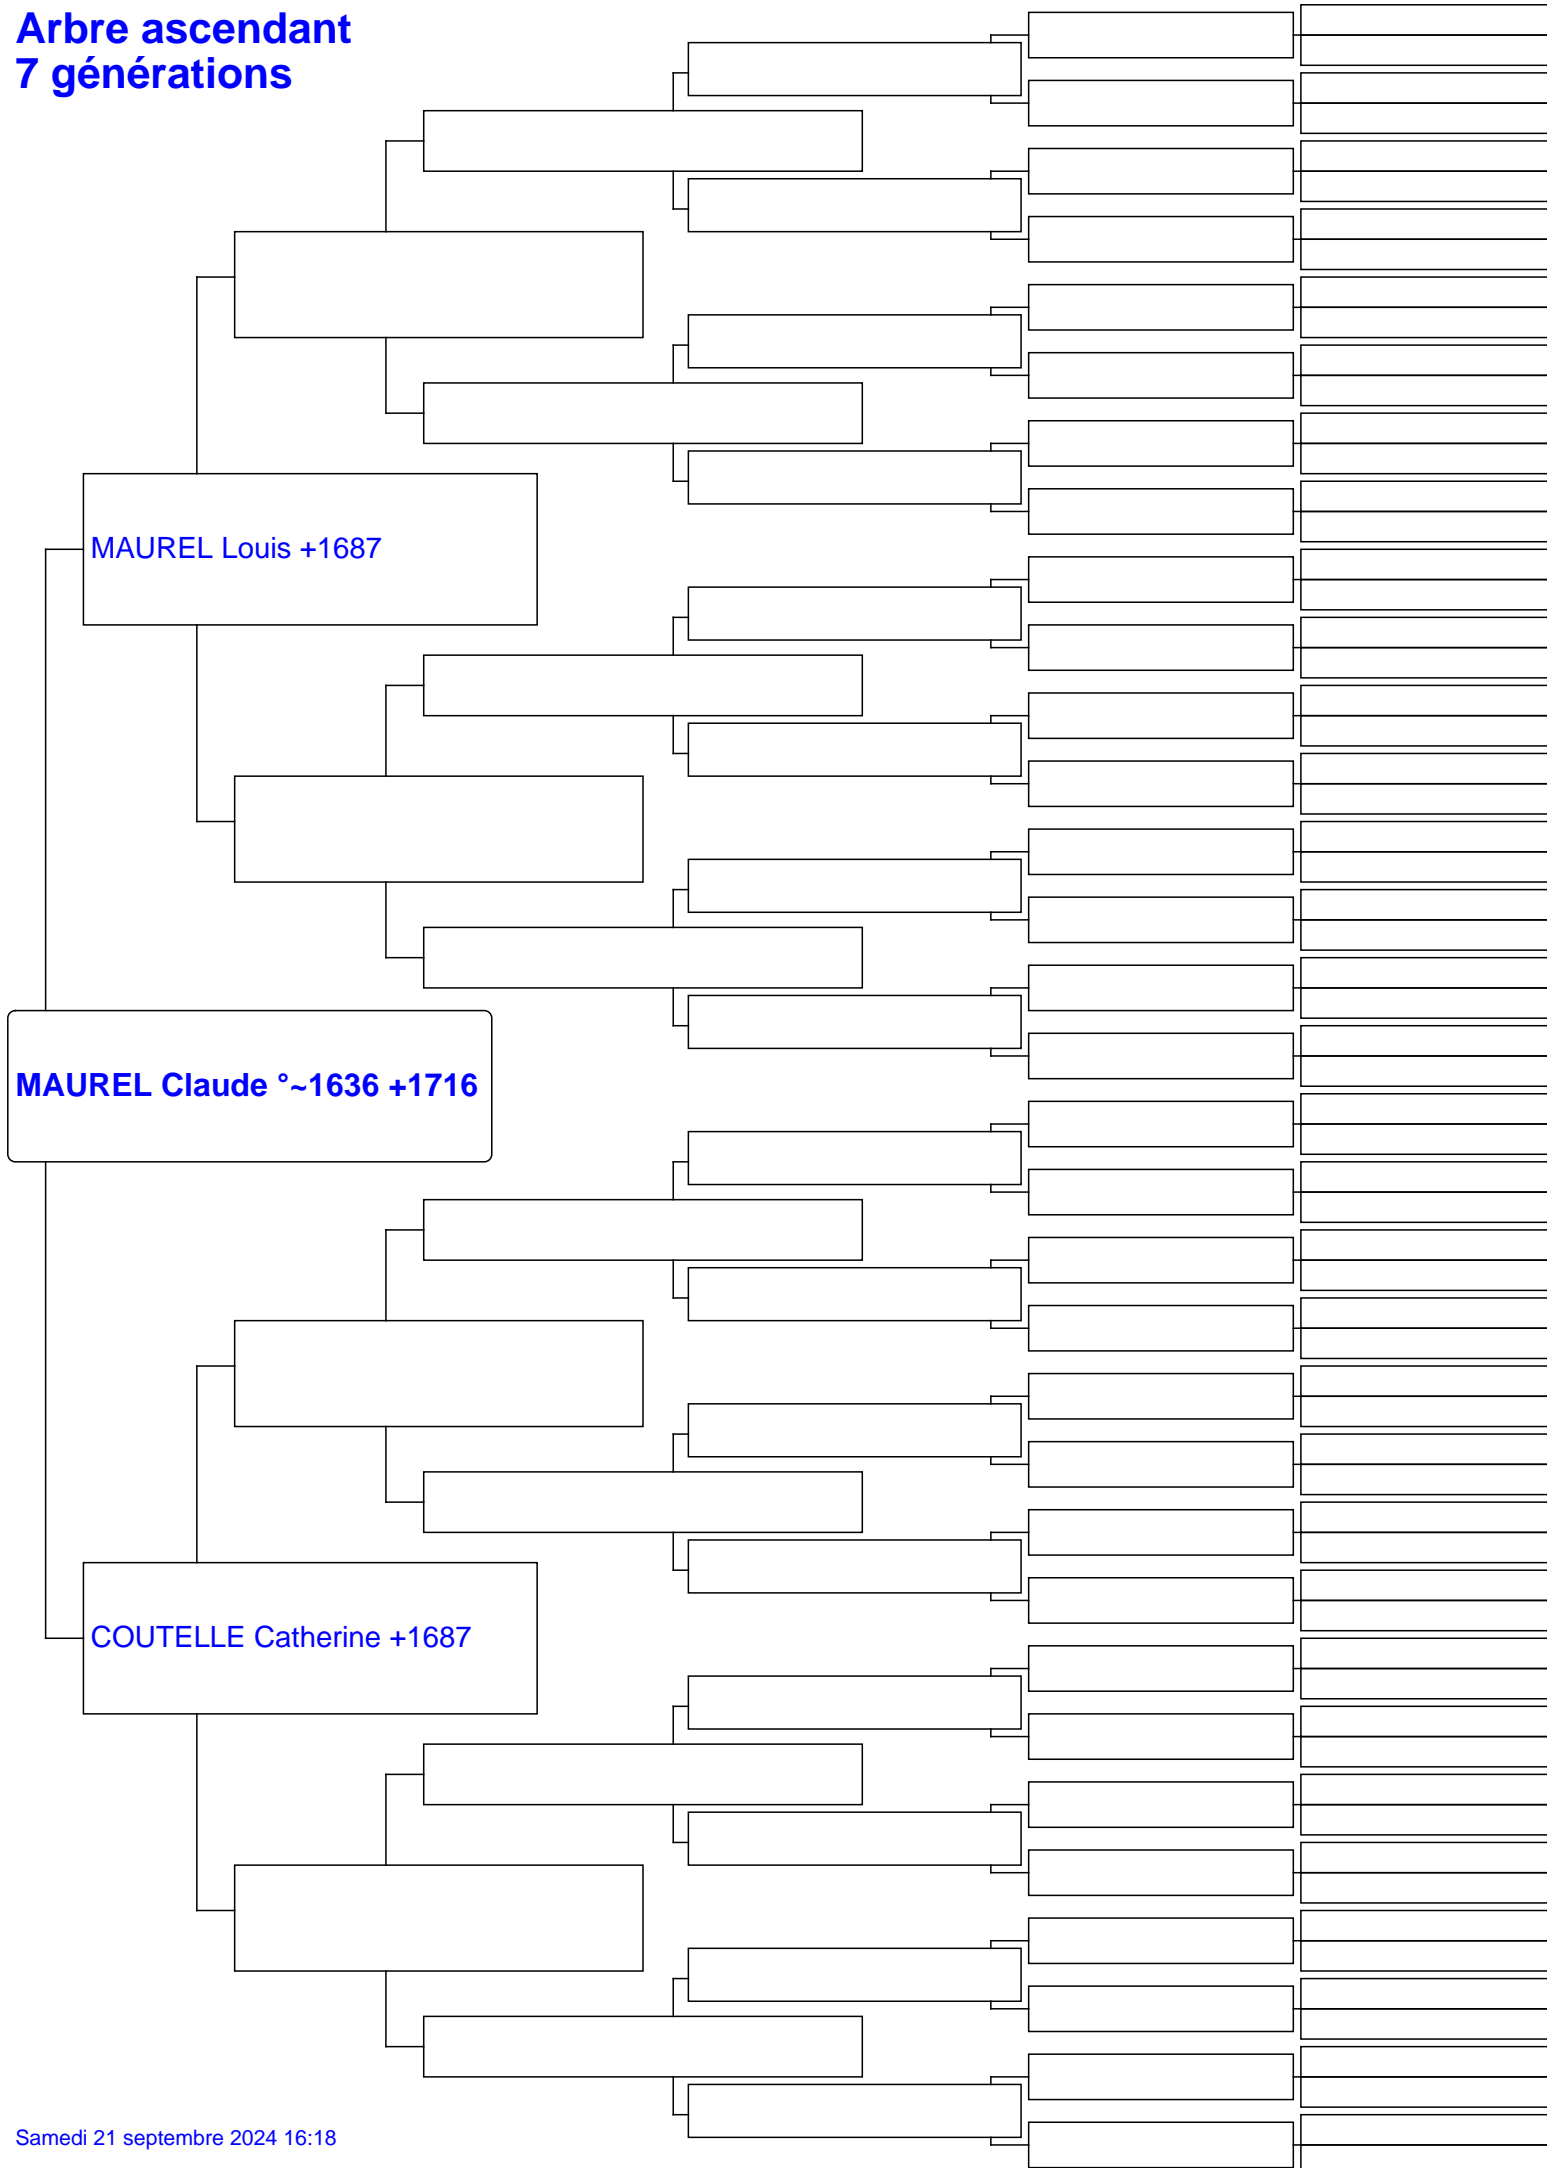 Arbre ascendant
7 générations
MAUREL Louis +1687
MAUREL Claude °~1636 +1716
COUTELLE Catherine +1687
Samedi 21 septembre 2024 16:18